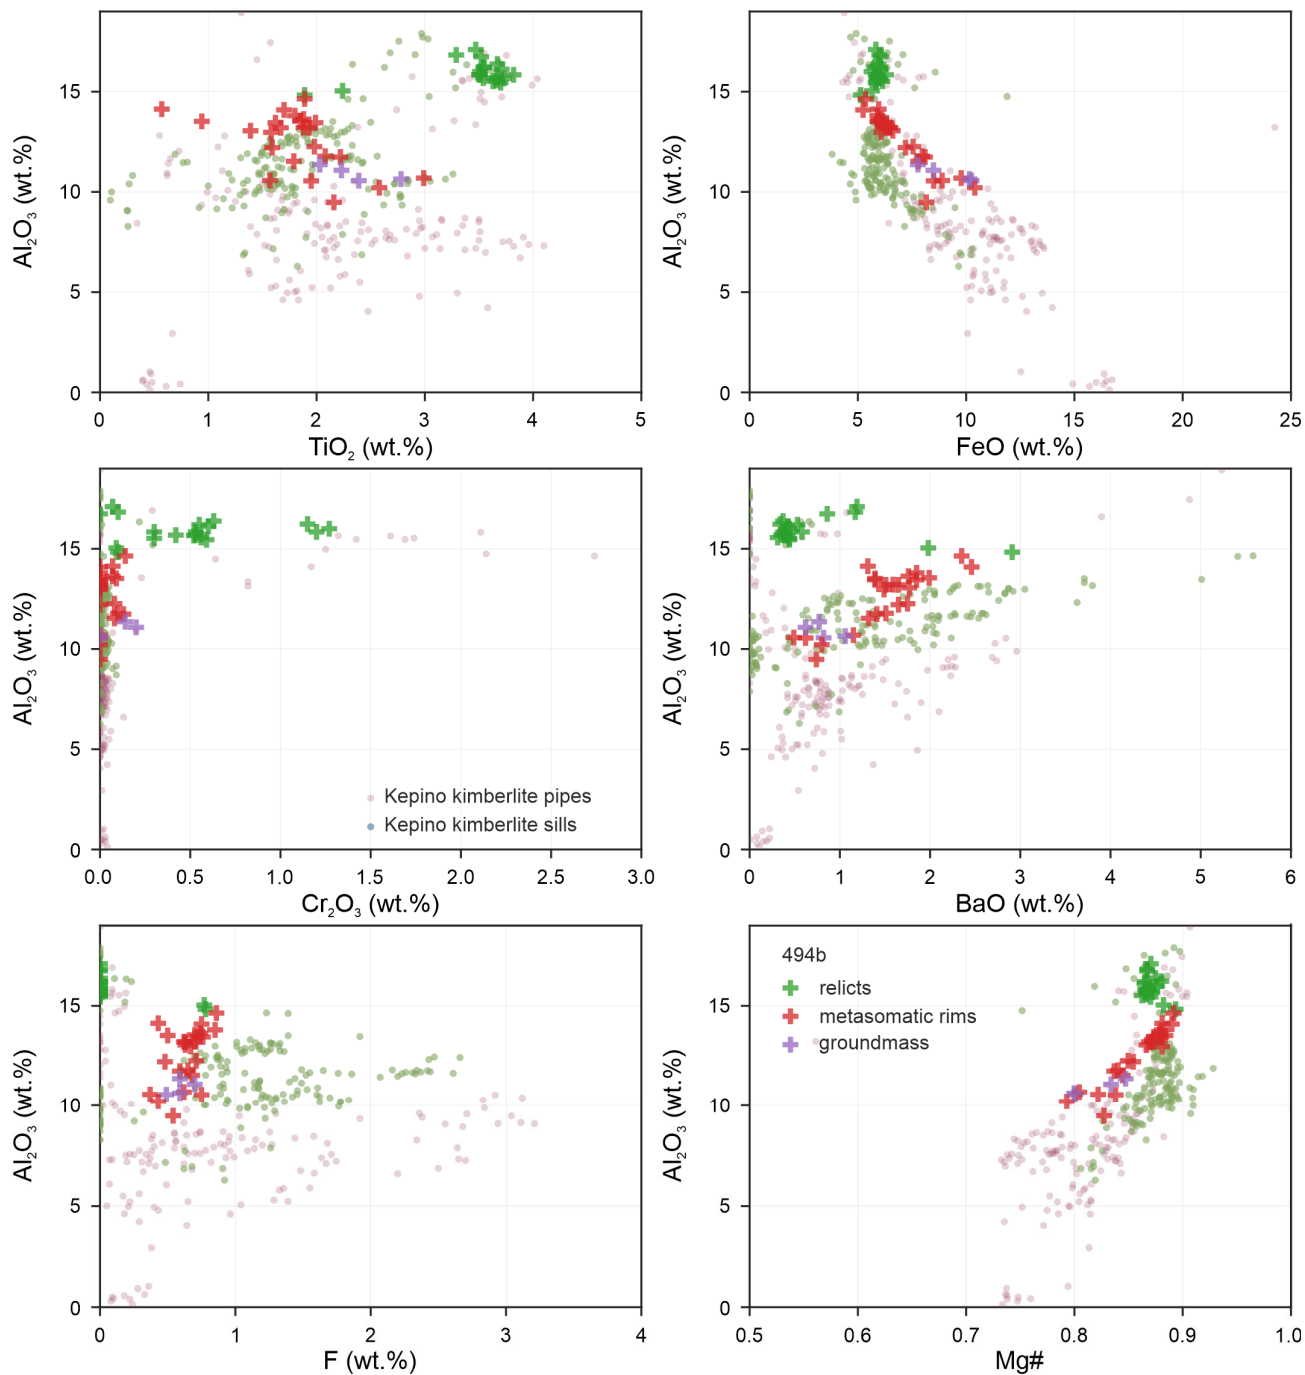 15
10
5
0
Al₂O₃ (wt.%)
0 1 2 3 4 5
TiO₂ (wt.%)
15
10
5
0
Al₂O₃ (wt.%)
0 5 10 15 20 25
FeO (wt.%)
15
10
5
0
Al₂O₃ (wt.%)
Kepino kimberlite pipes
Kepino kimberlite sills
0.0 0.5 1.0 1.5 2.0 2.5 3.0
Cr₂O₃ (wt.%)
15
10
5
0
Al₂O₃ (wt.%)
0 1 2 3 4 5 6
BaO (wt.%)
15
10
5
0
Al₂O₃ (wt.%)
0 1 2 3 4
F (wt.%)
494b
relicts
metasomatic rims
groundmass
15
10
5
0
Al₂O₃ (wt.%)
0.5 0.6 0.7 0.8 0.9 1.0
Mg#